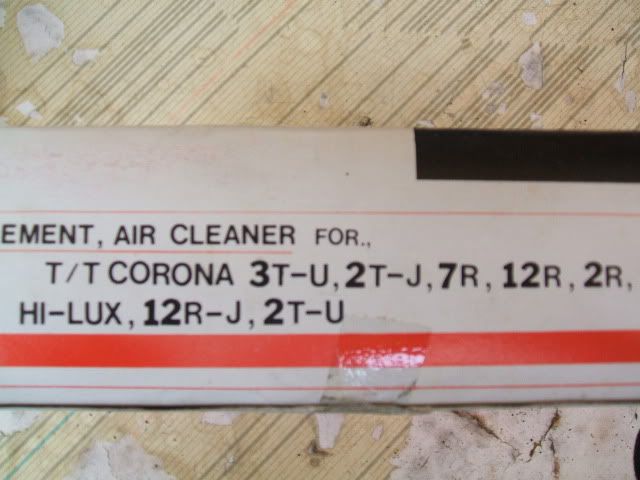 EMENT, AIR CLEANER FOR.,
T/T CORONA 3T-U, 2T-J, 7R, 12R, 2R,
HI-LUX, 12R-J, 2T-U